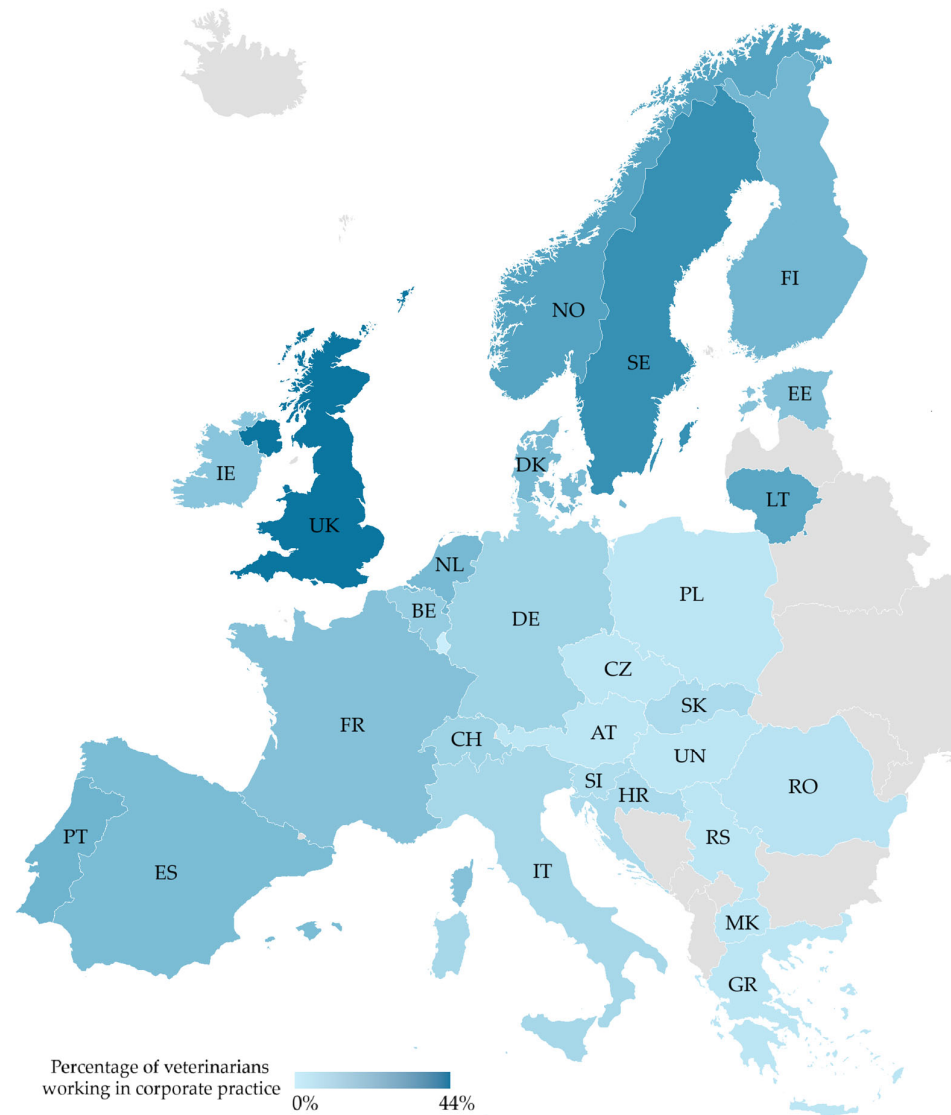 FI
NO
SE
EE
DK
IE
LT
UK
NL
PL
BE
DE
CZ
SK
FR
CH
AT
UN
SI
RO
HR
PT
RS
ES
IT
MK
GR
Percentage of veterinarians
working in corporate practice
0%
44%